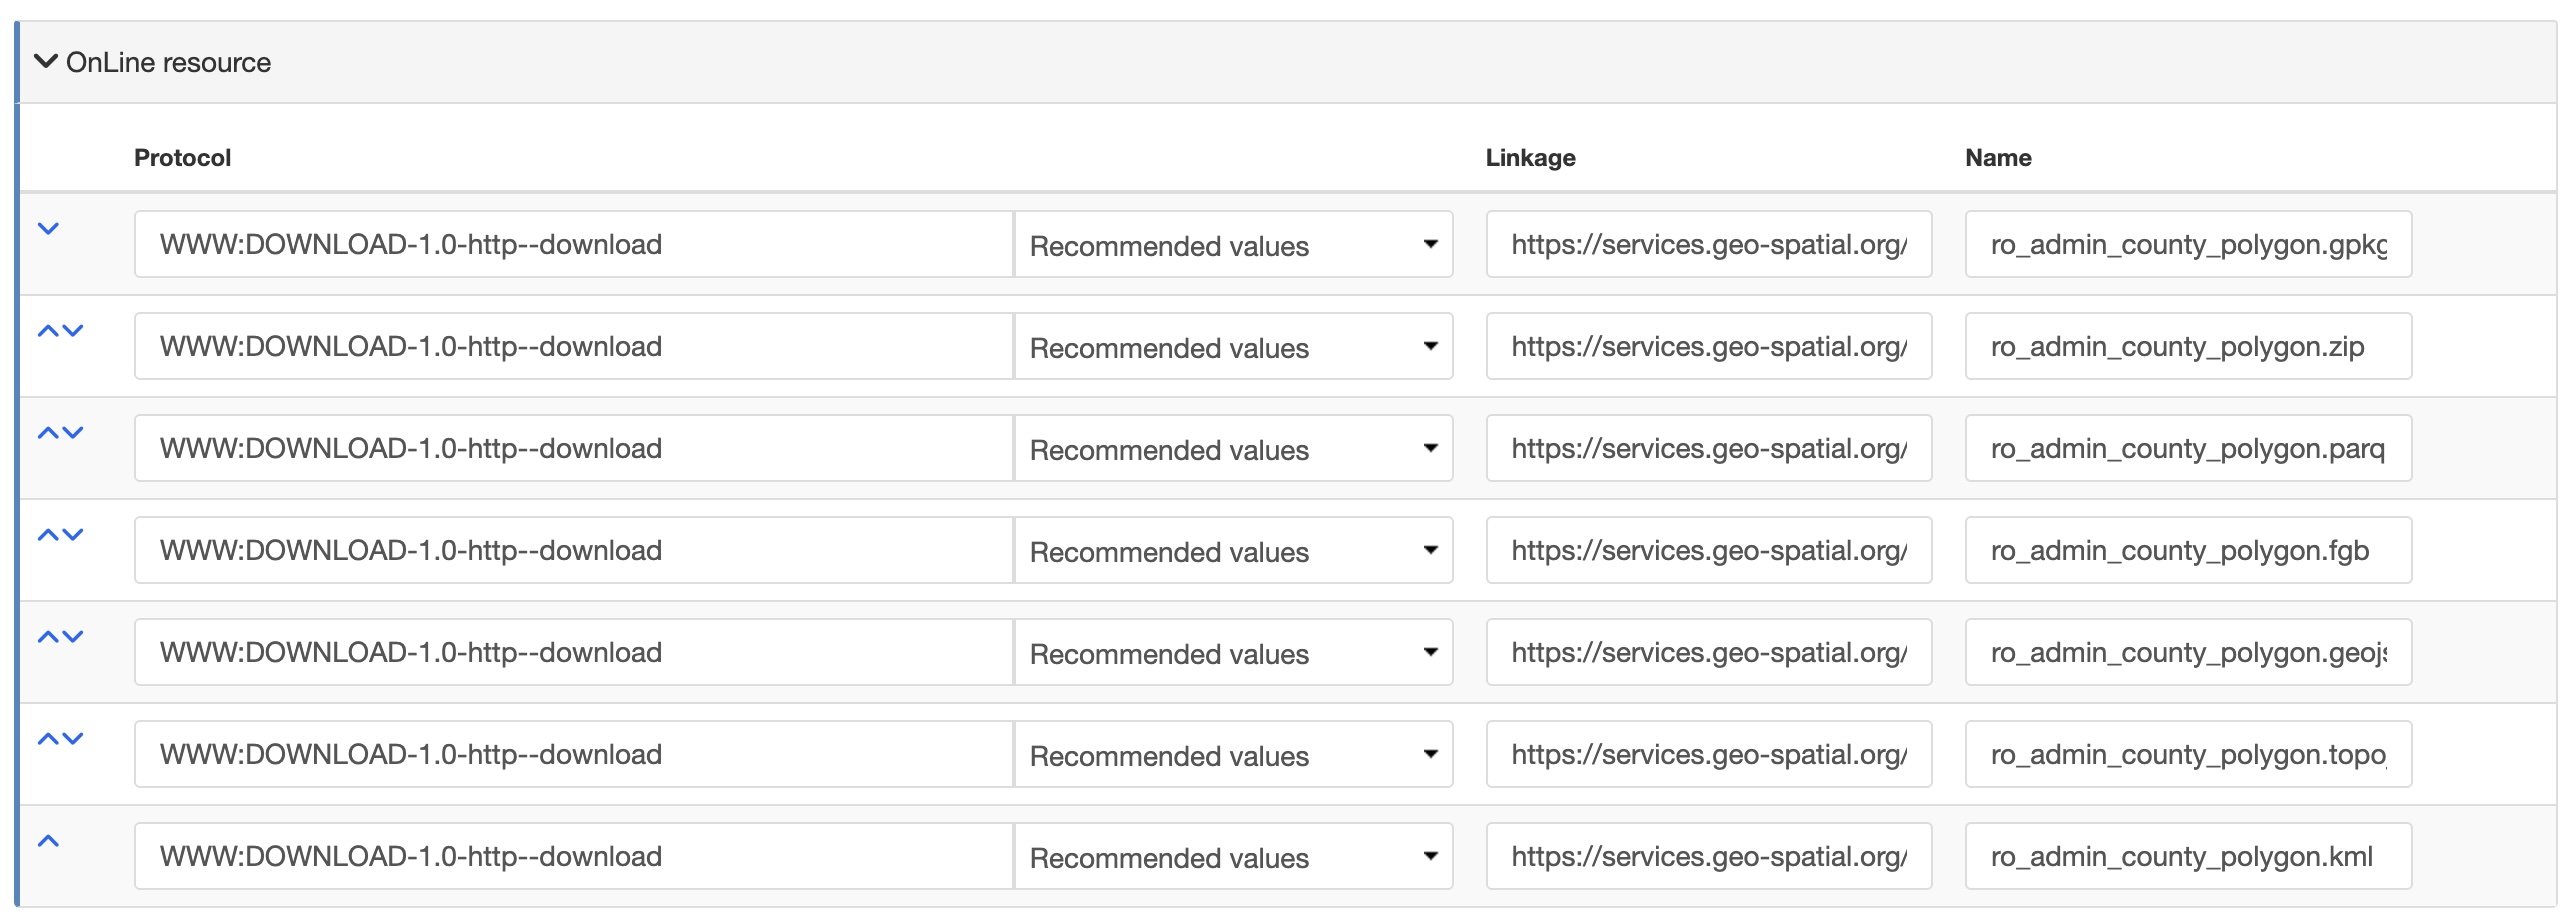 OnLine resource
Protocol Linkage Name
WWW:DOWNLOAD-1.0-http--download Recommended values https://services.geo-spatial.org/ ro_admin_county_polygon.gpkg
WWW:DOWNLOAD-1.0-http--download Recommended values https://services.geo-spatial.org/ ro_admin_county_polygon.zip
WWW:DOWNLOAD-1.0-http--download Recommended values https://services.geo-spatial.org/ ro_admin_county_polygon.parq
WWW:DOWNLOAD-1.0-http--download Recommended values https://services.geo-spatial.org/ ro_admin_county_polygon.fgb
WWW:DOWNLOAD-1.0-http--download Recommended values https://services.geo-spatial.org/ ro_admin_county_polygon.geojs
WWW:DOWNLOAD-1.0-http--download Recommended values https://services.geo-spatial.org/ ro_admin_county_polygon.topo
WWW:DOWNLOAD-1.0-http--download Recommended values https://services.geo-spatial.org/ ro_admin_county_polygon.kml